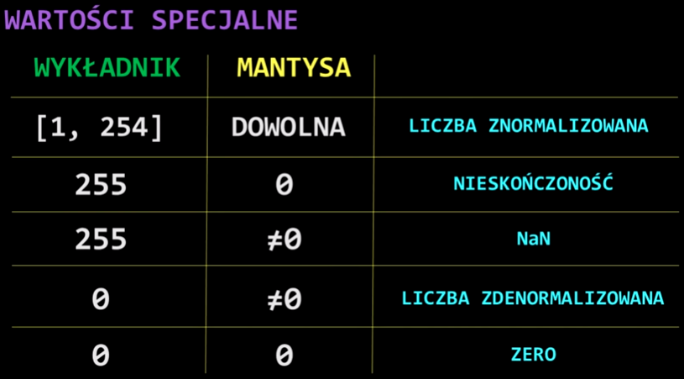 WARTOŚCI SPECJALNE
WYKŁADNIK MANTYSA
[1, 254] DOWOLNA LICZBA ZNORMALIZOWANA
255 0 NIESKOŃCZONOŚĆ
255 ≠0 NaN
0 ≠0 LICZBA ZDENORMALIZOWANA
0 0 ZERO